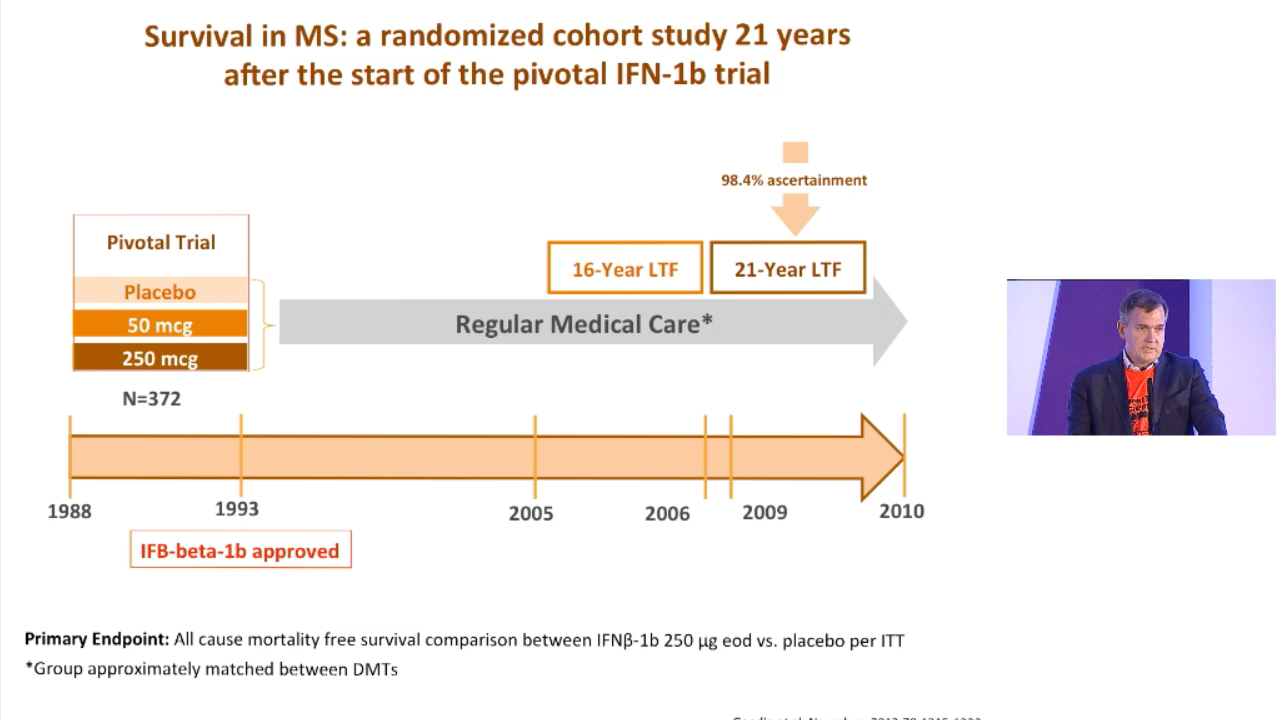 Survival in MS: a randomized cohort study 21 years
after the start of the pivotal IFN-1b trial
98.4% ascertainment
Pivotal Trial
16-Year LTF
21-Year LTF
Placebo
50 mcg
Regular Medical Care*
250 mcg
N=372
1988
1993
2005
2006
2009
2010
IFB-beta-1b approved
Primary Endpoint: All cause mortality free survival comparison between IFNβ-1b 250 µg eod vs. placebo per ITT
*Group approximately matched between DMTs